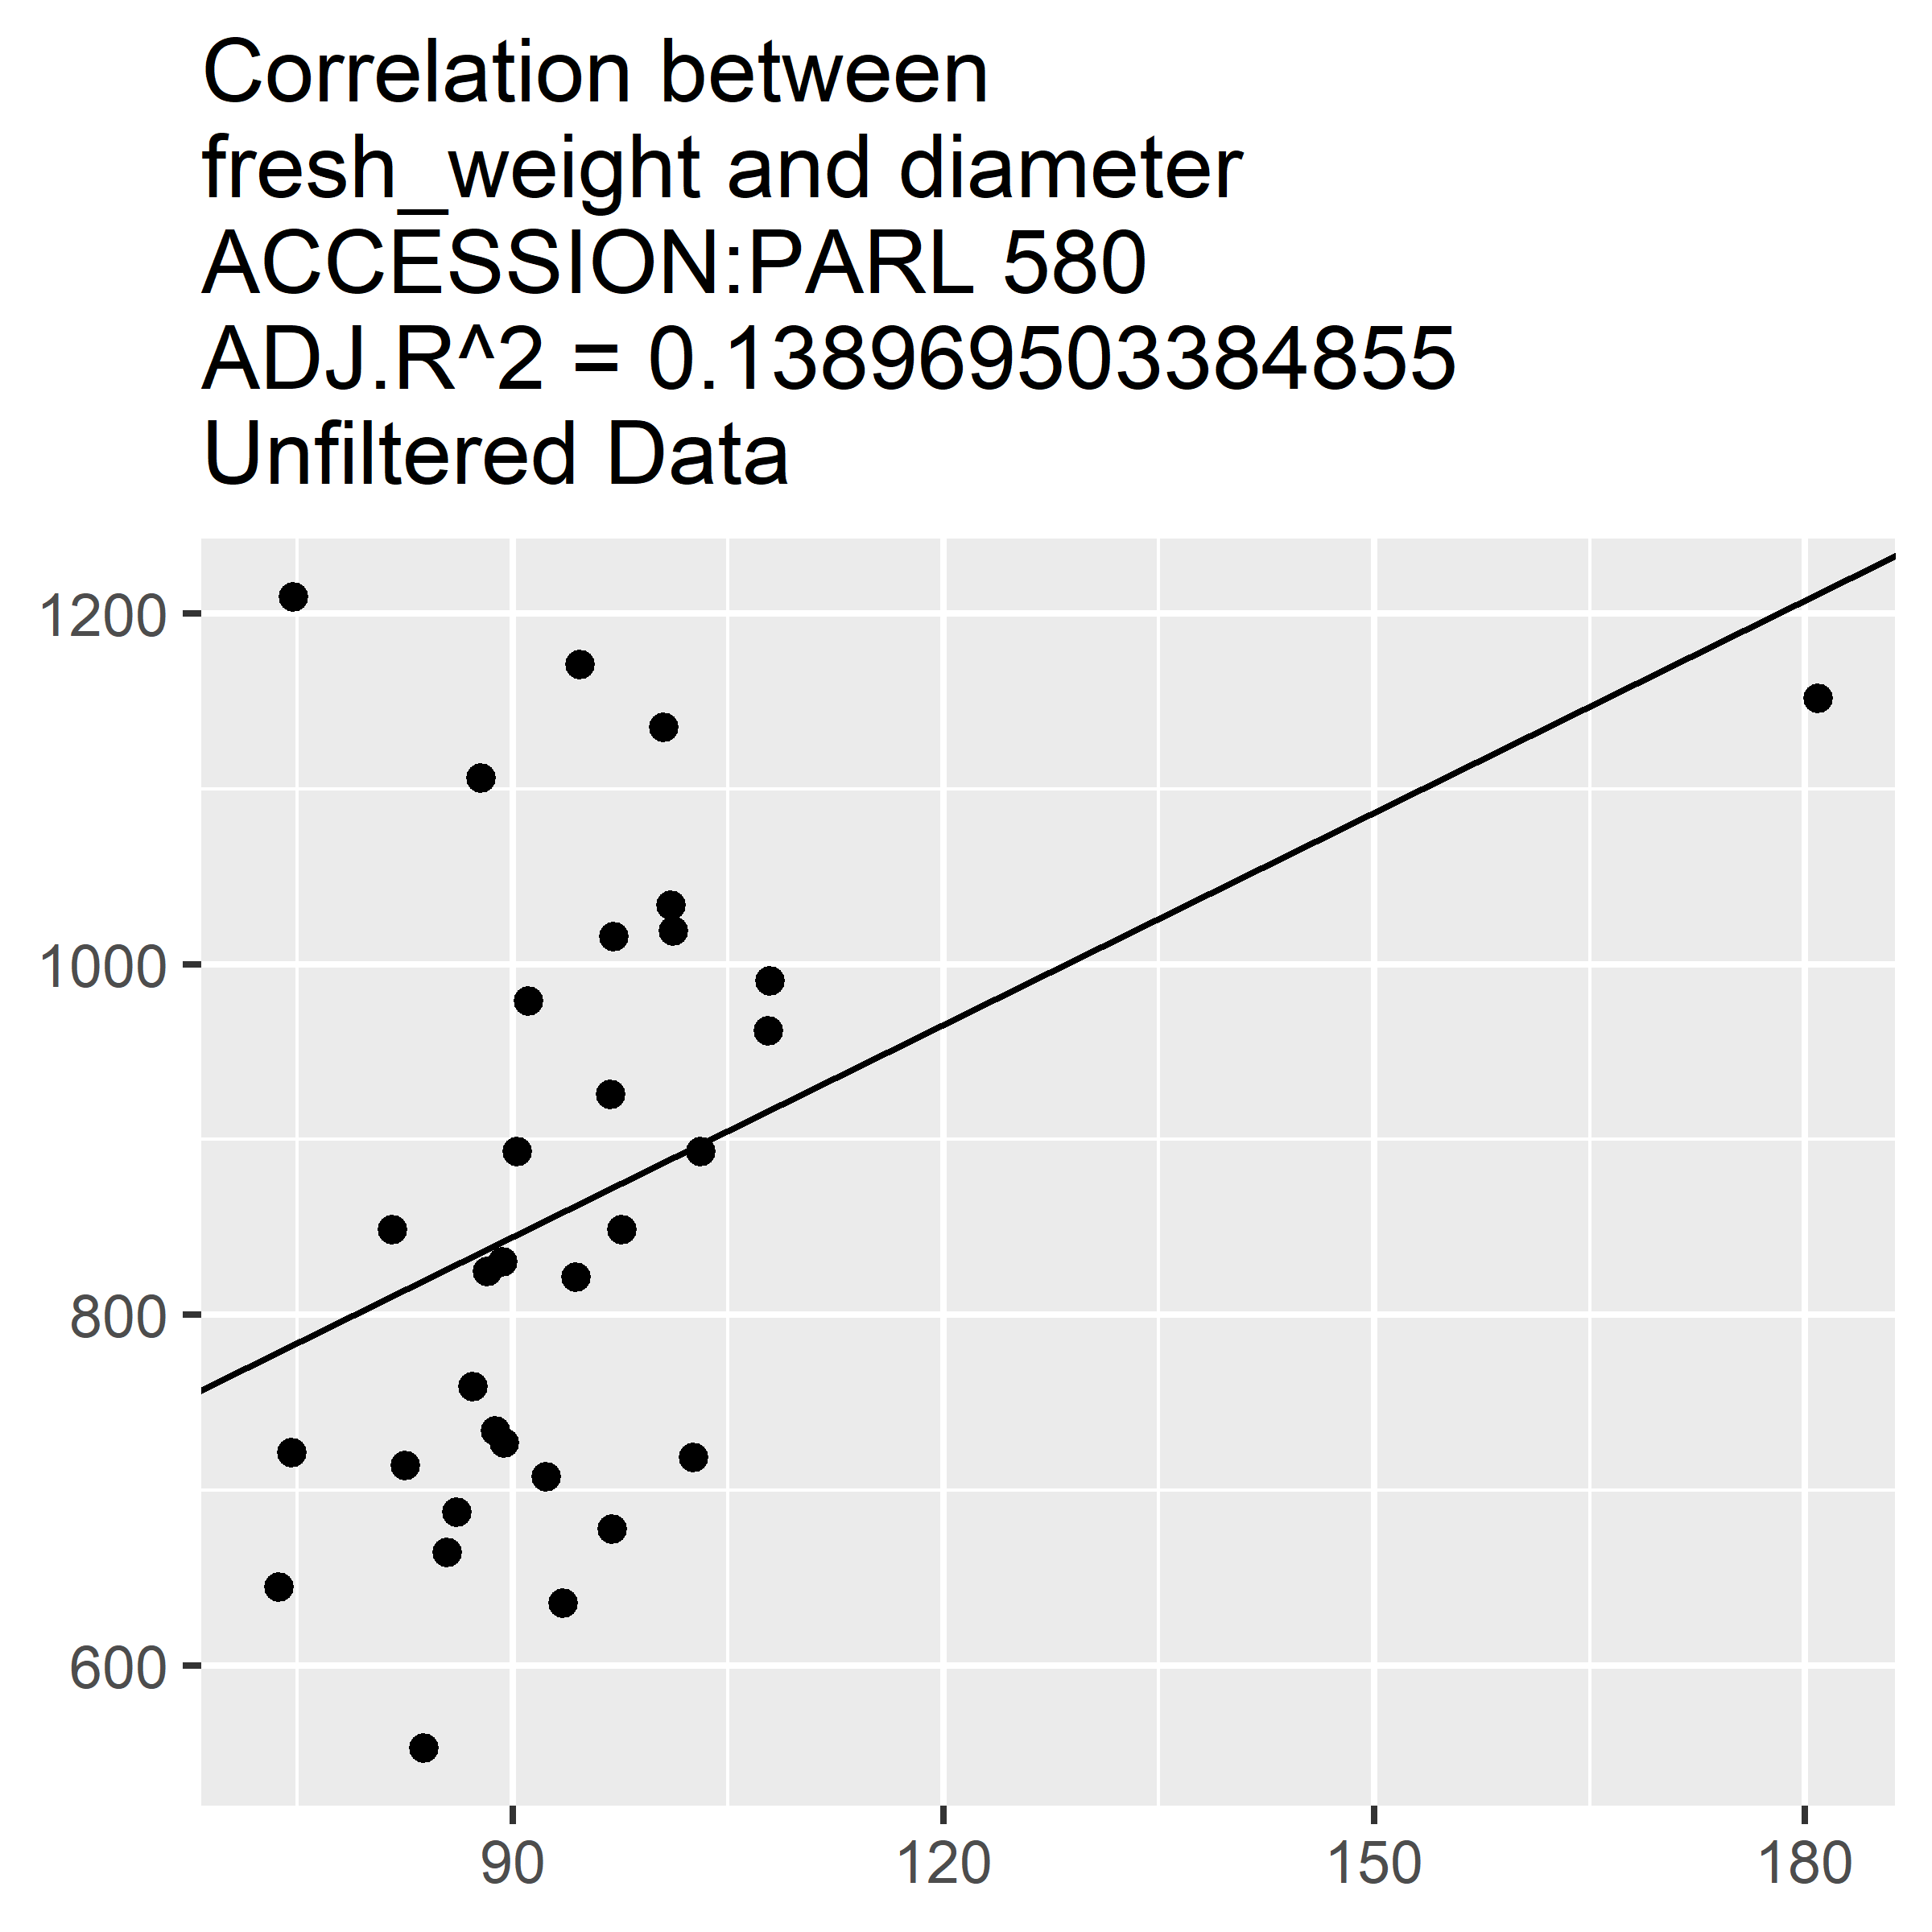 Correlation between
fresh_weight and diameter
ACCESSION:PARL 580
ADJ.R^2 = 0.138969503384855
Unfiltered Data
1200
1000
800
600
90 120 150 180